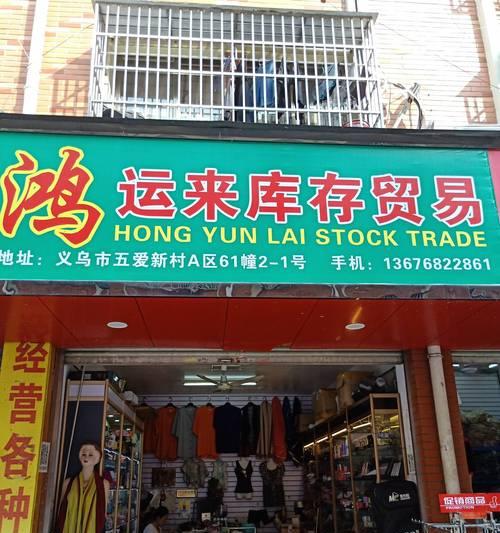 鸿运来库存贸易
HONG YUN LAI STOCK TRADE
地址：义乌市五爱新村A区61幢2-1号 手机：13676822861
经营各种
促销商品